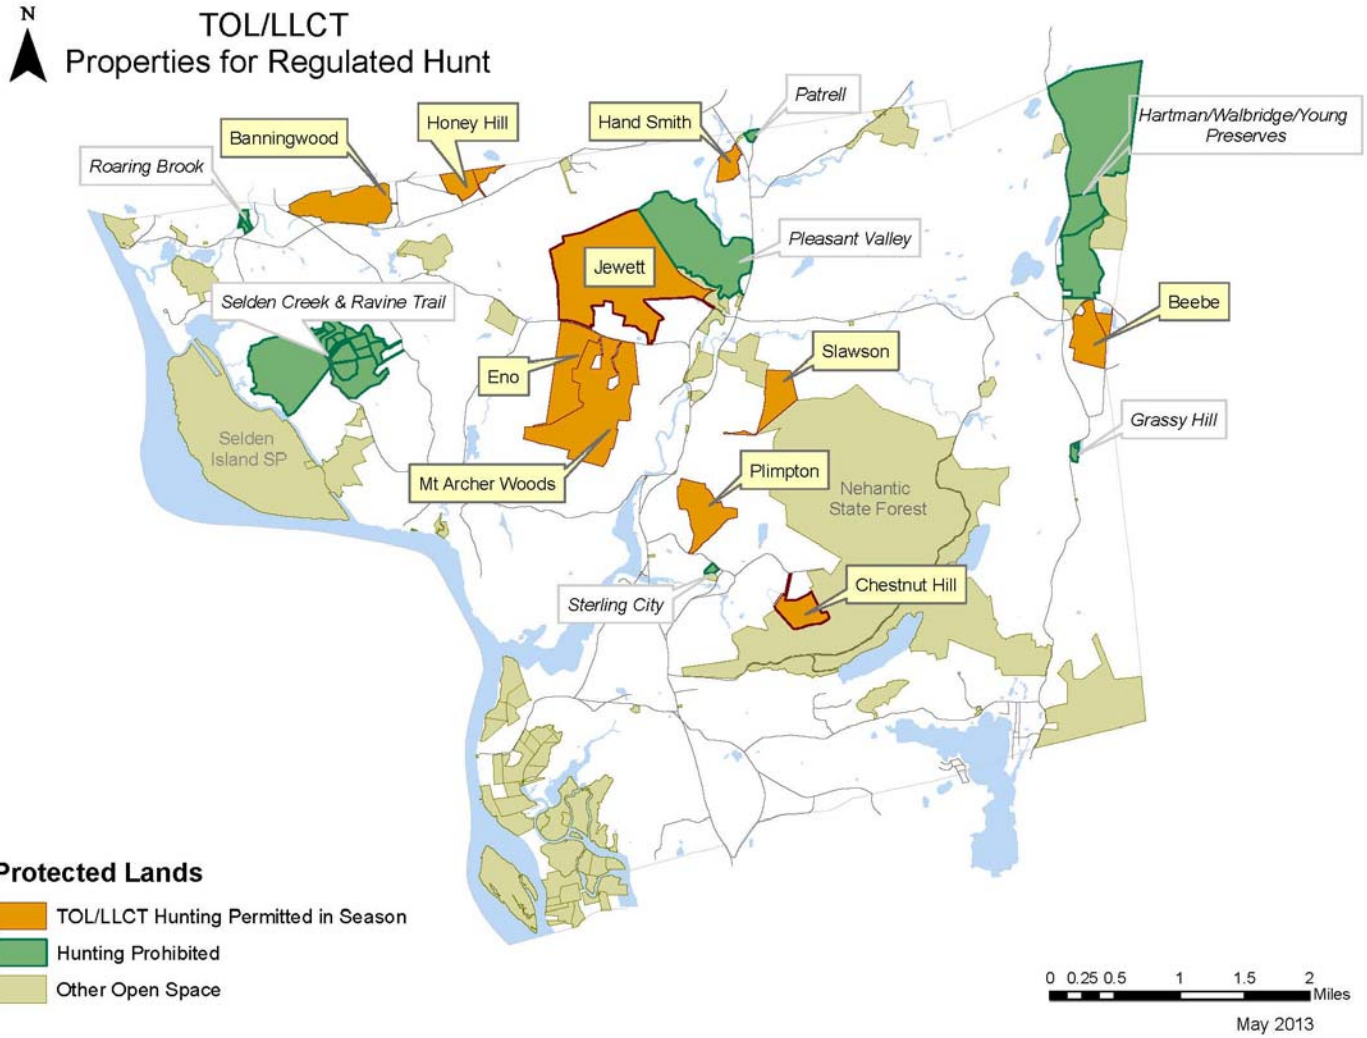 N
TOL/LLCT
Properties for Regulated Hunt
Patrell
Honey Hill
Hand Smith
Banningwood
Hartman/Walbridge/Young
Preserves
Roaring Brook
Pleasant Valley
Jewett
Selden Creek & Ravine Trail
Beebe
Slawson
Eno
Grassy Hill
Selden
Island SP
Plimpton
Mt Archer Woods
Nehantic
State Forest
Chestnut Hill
Sterling City
Protected Lands
TOL/LLCT Hunting Permitted in Season
Hunting Prohibited
Other Open Space
0 0.25 0.5 1 1.5 2
Miles
May 2013